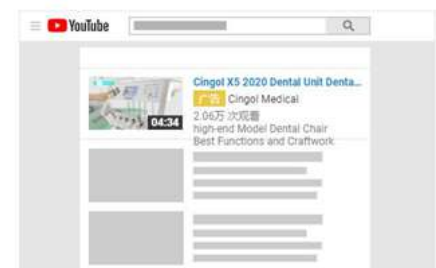 YouTube
Cingol X5 2020 Dental Unit Denta...
广告 Cingol Medical
2.06万 次观看
high-end Model Dental Chair
Best Functions and Craftwork
04:34